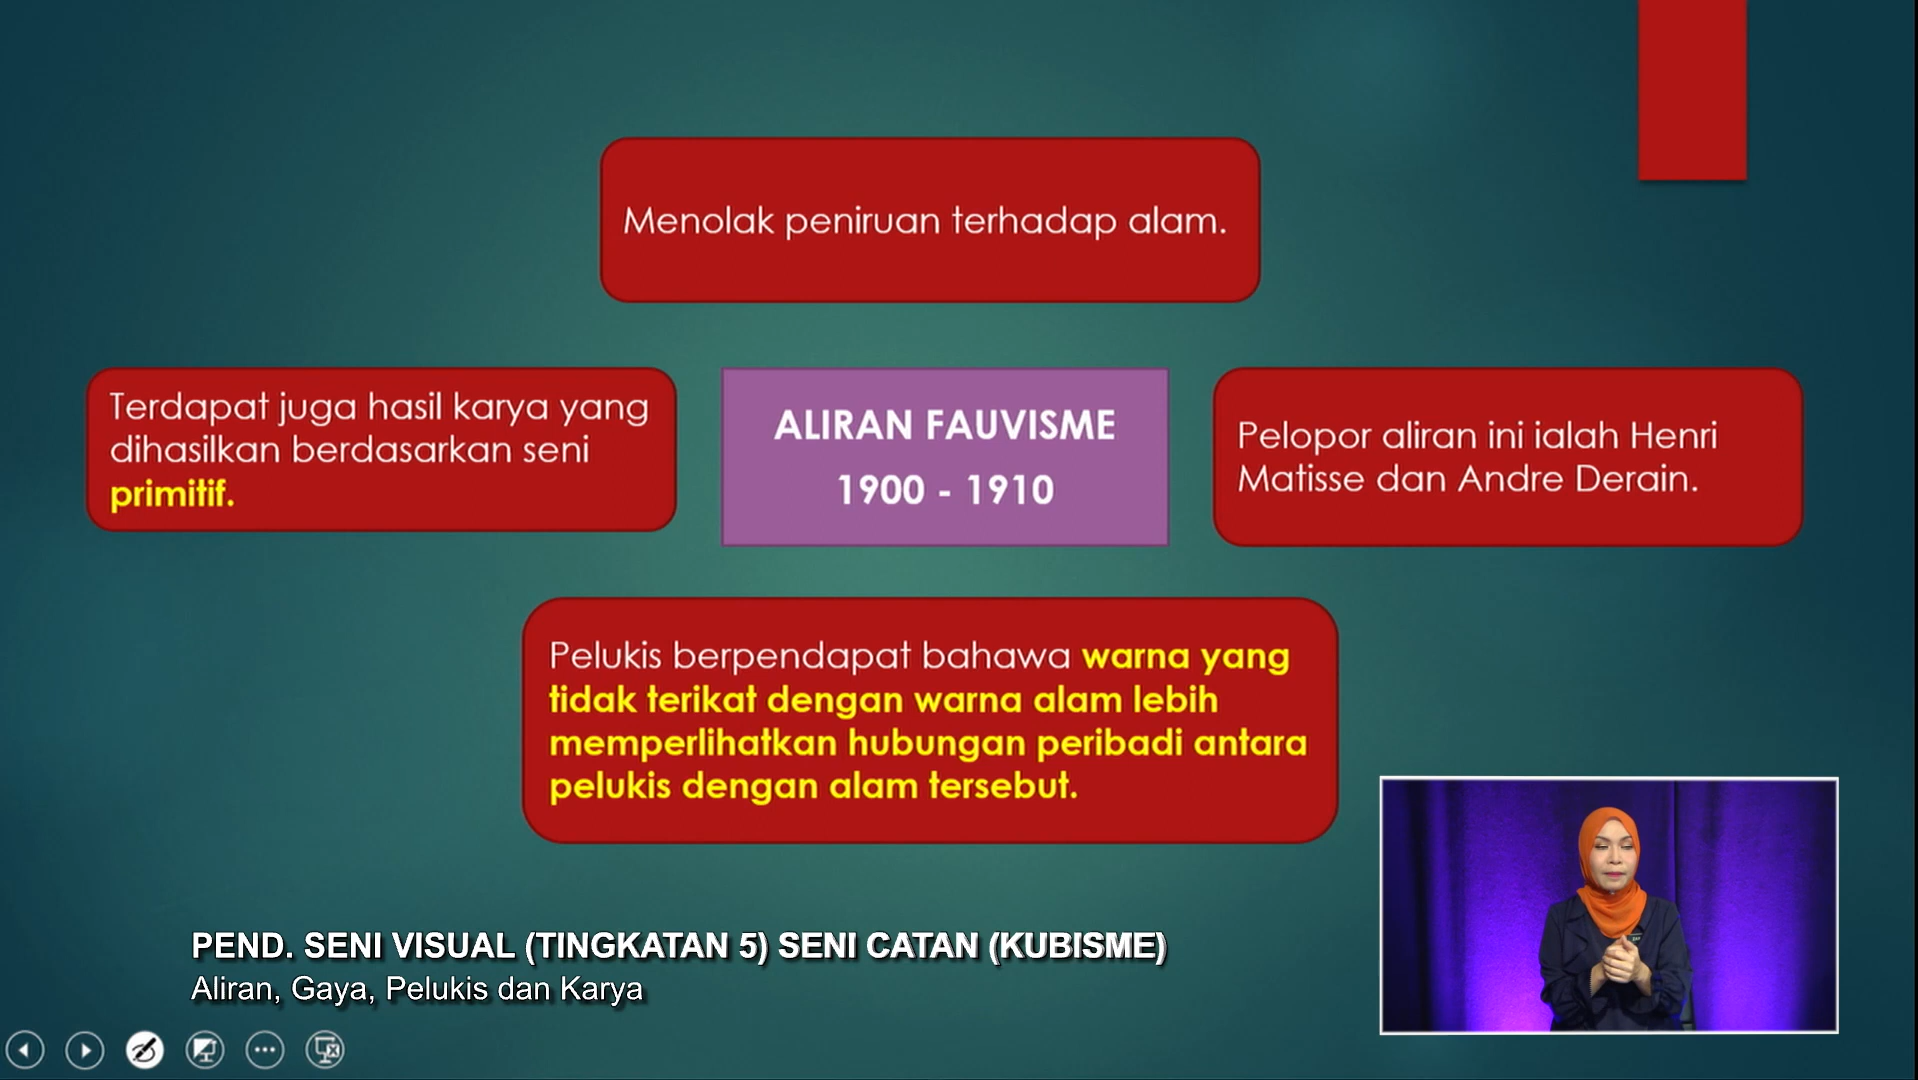 Menolak peniruan terhadap alam.
Terdapat juga hasil karya yang
dihasilkan berdasarkan seni
primitif.
ALIRAN FAUVISME
1900 - 1910
Pelopor aliran ini ialah Henri
Matisse dan Andre Derain.
Pelukis berpendapat bahawa warna yang
tidak terikat dengan warna alam lebih
memperlihatkan hubungan peribadi antara
pelukis dengan alam tersebut.
PEND. SENI VISUAL (TINGKATAN 5) SENI CATAN (KUBISME)
Aliran, Gaya, Pelukis dan Karya